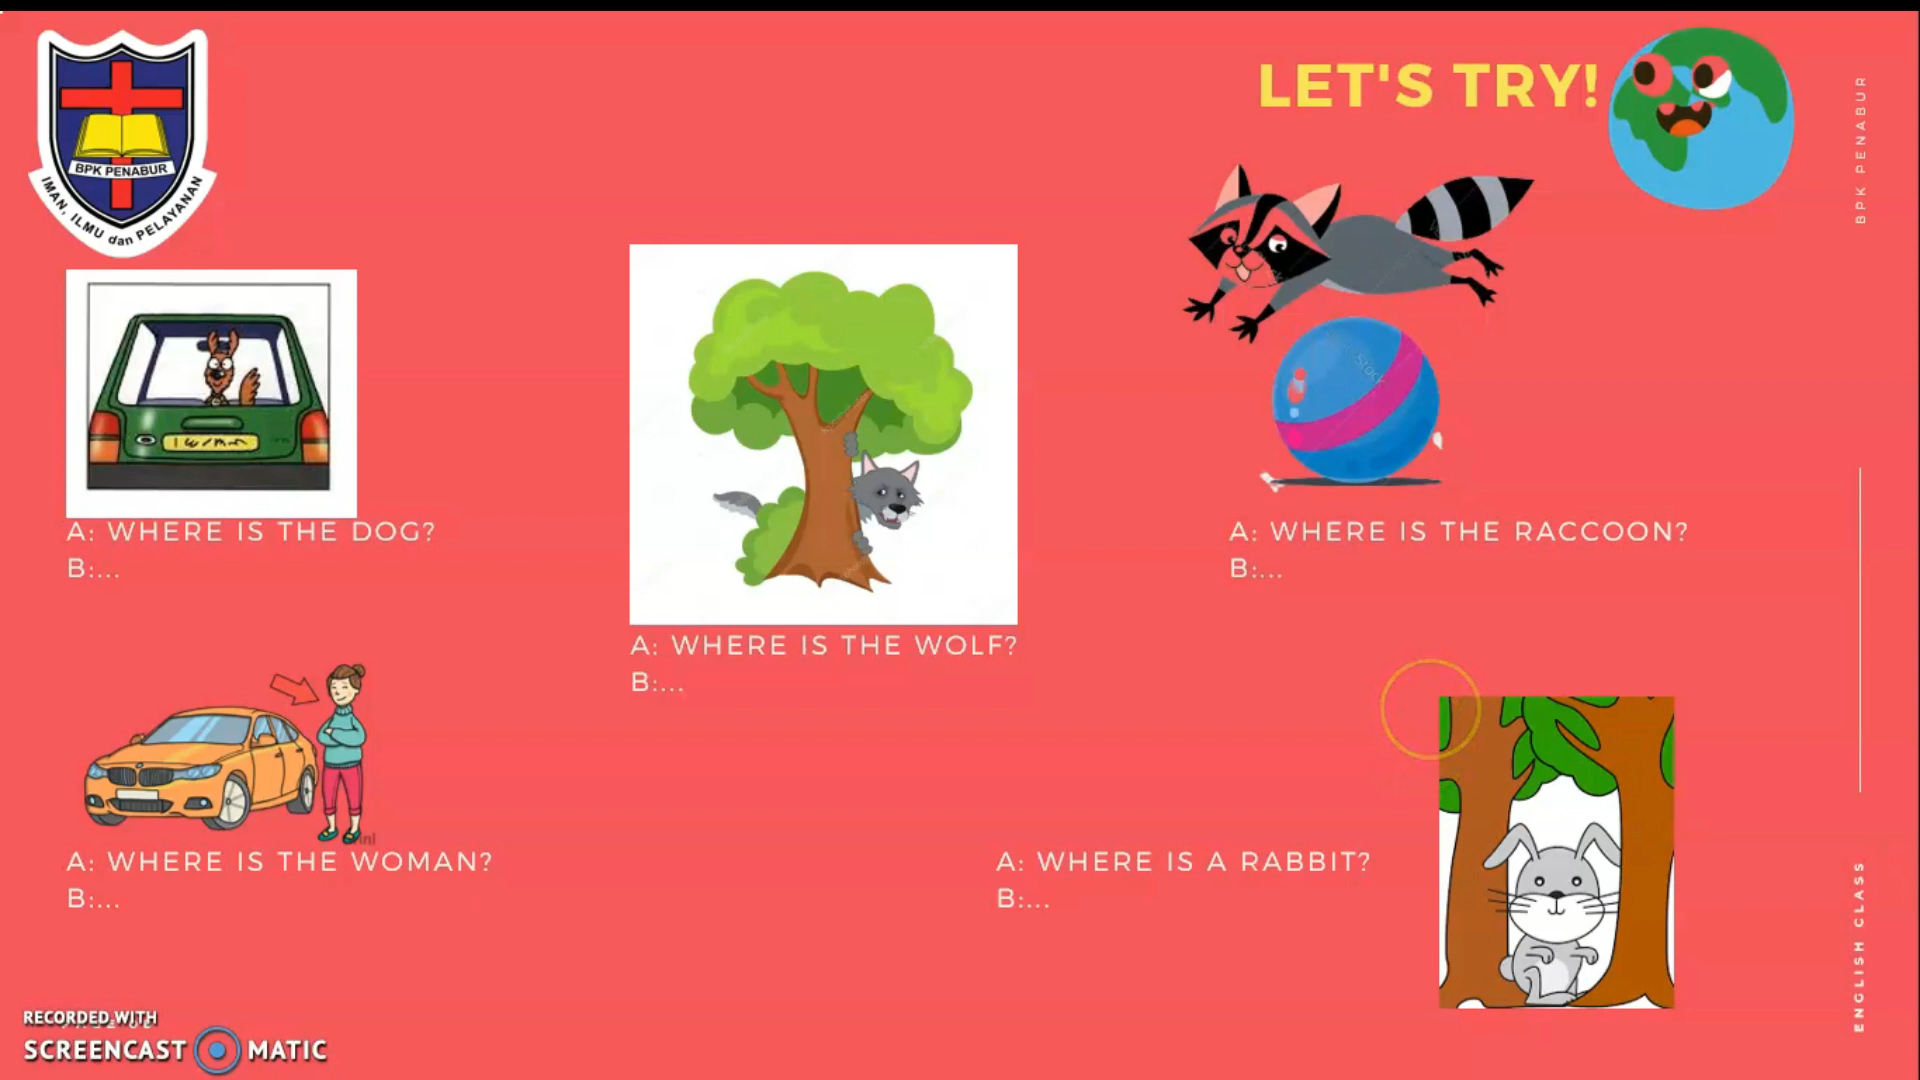 LET'S TRY!
BPK PENABUR
BPK PENABUR
IMAN, ILMU dan PELAYANAN
A: WHERE IS THE DOG?
B:...
A: WHERE IS THE WOLF?
B:...
A: WHERE IS THE RACCOON?
B:...
A: WHERE IS THE WOMAN?
B:...
A: WHERE IS A RABBIT?
B:...
ENGLISH CLASS
RECORDED WITH
SCREENCAST MATIC